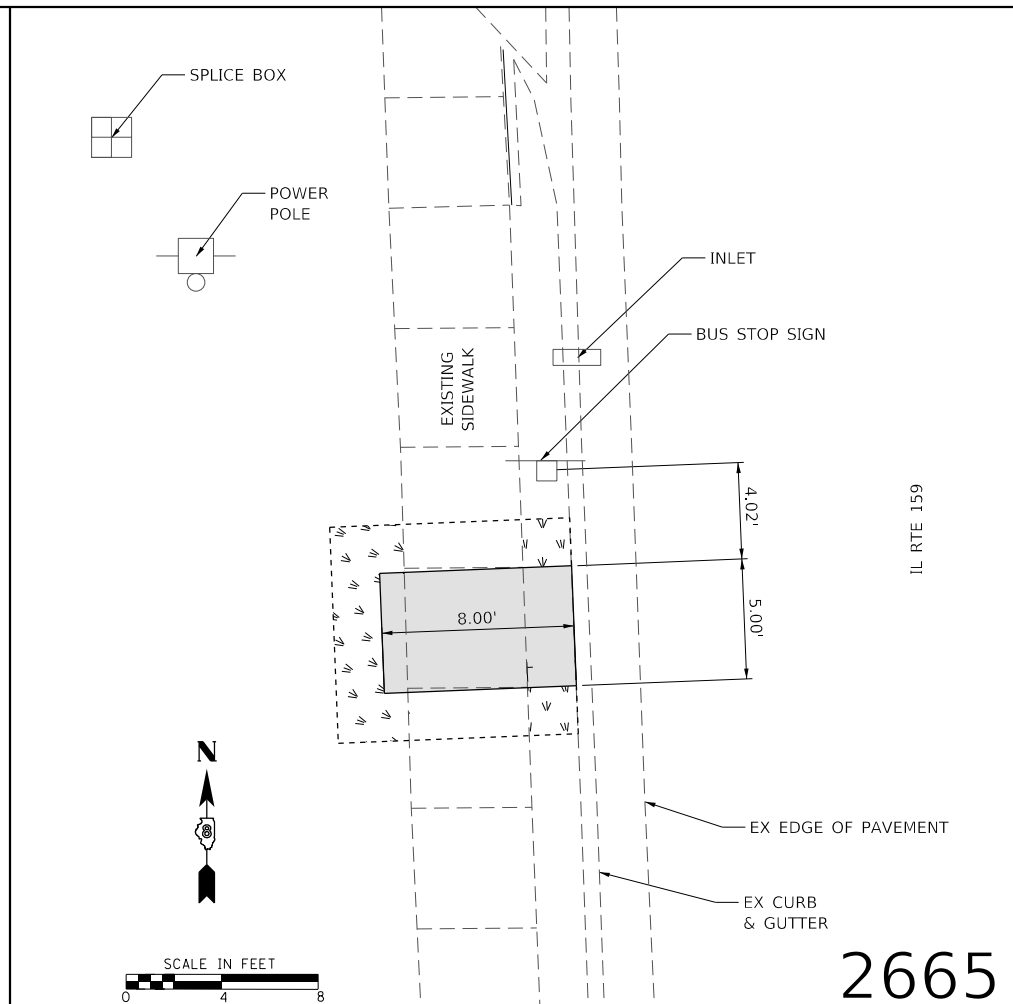 SPLICE BOX
POWER
POLE
INLET
BUS STOP SIGN
EXISTING
SIDEWALK
4.02'
IL RTE 159
8.00'
5.00'
N
8
EX EDGE OF PAVEMENT
EX CURB
& GUTTER
SCALE IN FEET
0 4 8
2665